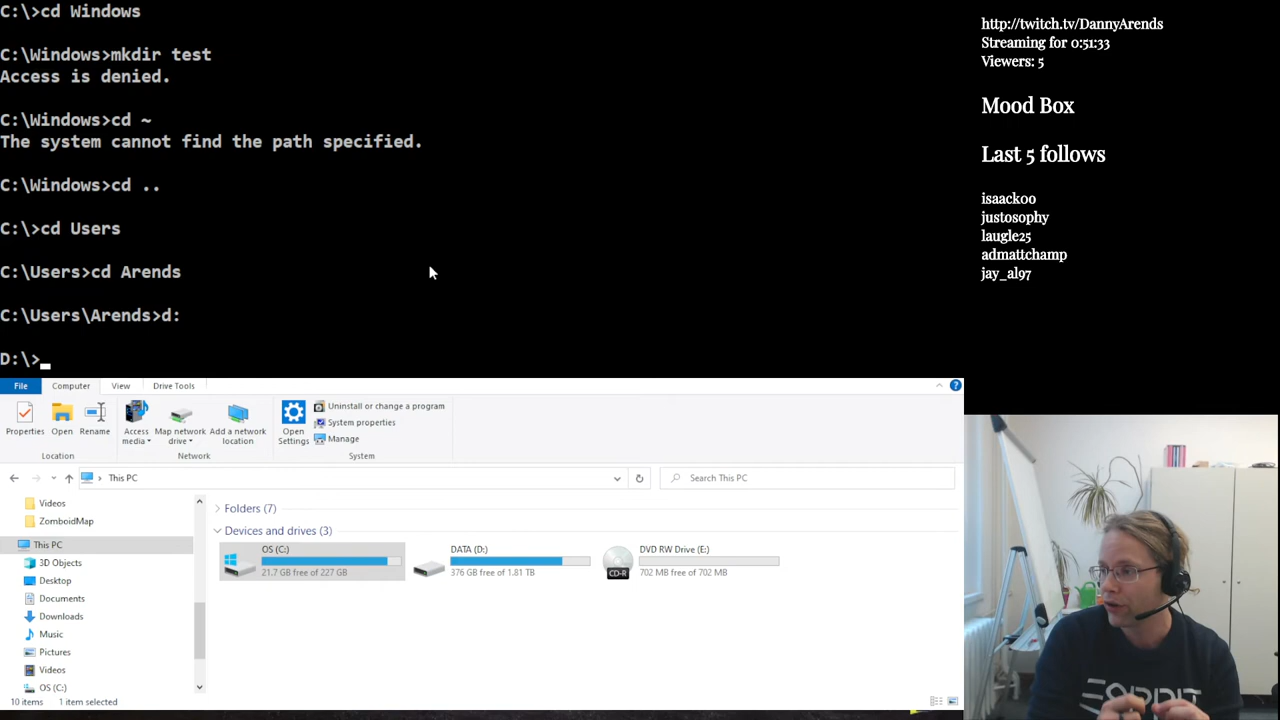 C:\>cd Windows
C:\Windows>mkdir test
Access is denied.
C:\Windows>cd ~
The system cannot find the path specified.
C:\Windows>cd ..
C:\>cd Users
C:\Users>cd Arends
C:\Users\Arends>d:
D:\>
http://twitch.tv/DannyArends
Streaming for 0:51:33
Viewers: 5
Mood Box
Last 5 follows
isaackoo
justosophy
laugle25
admattchamp
jay_al97
File Computer View Drive Tools
Properties Open Rename Access media Map network drive Add a network location Open Settings Uninstall or change a program
System properties
Manage
Location Network System
This PC Search This PC
Videos
ZomboidMap
This PC
3D Objects
Desktop
Documents
Downloads
Music
Pictures
Videos
OS (C:)
Folders (7)
Devices and drives (3)
OS (C:)
21.7 GB free of 227 GB
DATA (D:)
376 GB free of 1.81 TB
DVD RW Drive (E:)
CD-R
702 MB free of 702 MB
10 items 1 item selected
ESPRIT